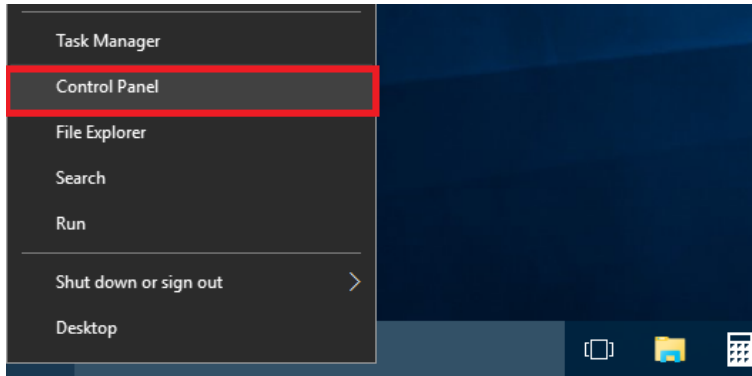 Task Manager
Control Panel
File Explorer
Search
Run
Shut down or sign out
Desktop